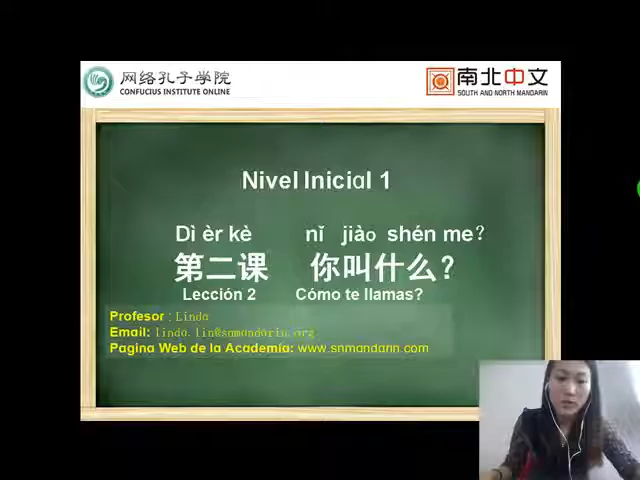 网络孔子学院
CONFUCIUS INSTITUTE ONLINE
南北中文
SOUTH AND NORTH MANDARIN
Nivel Inicial 1
Dì èr kè nǐ jiào shén me?
第二课 你叫什么?
Lección 2 Cómo te llamas?
Profesor : Linda
Email: linda.lin@snmandarin.org
Pagina Web de la Academía: www.snmandarin.com